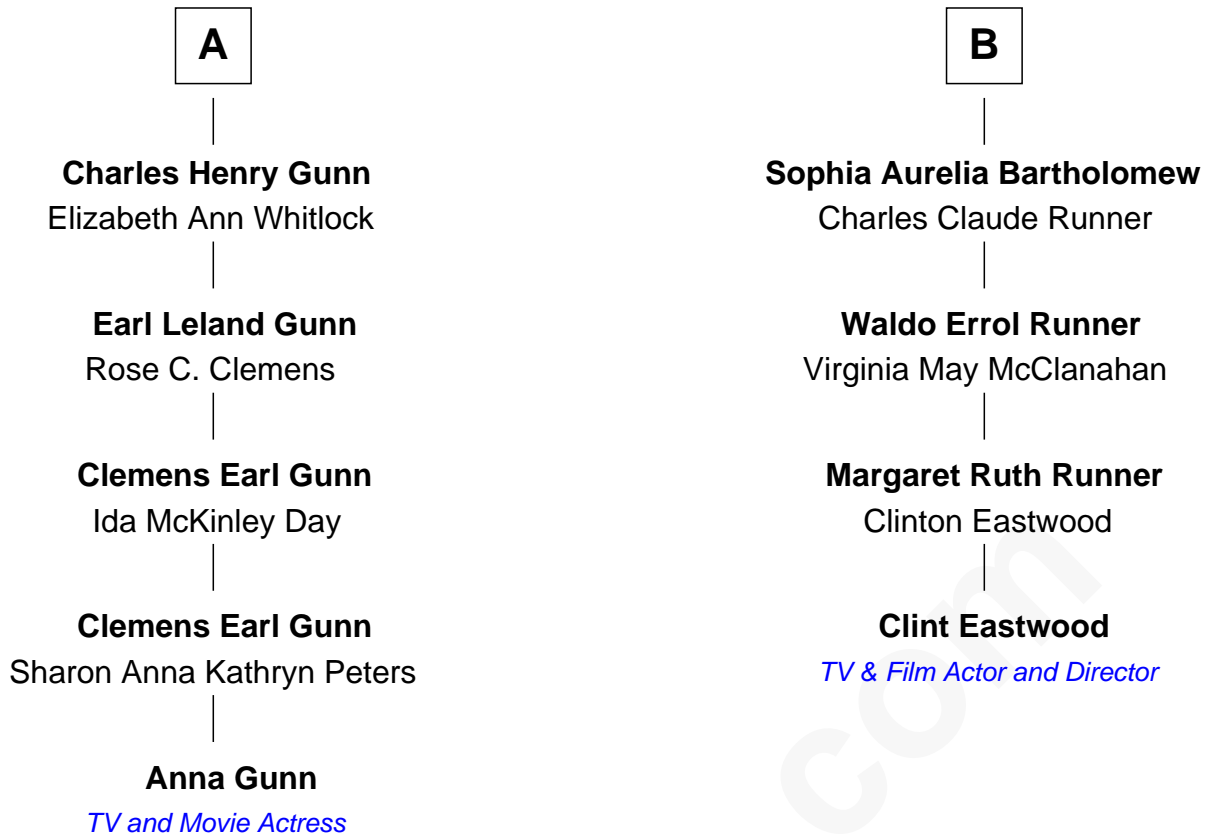 A
Charles Henry Gunn
Elizabeth Ann Whitlock
Earl Leland Gunn
Rose C. Clemens
Clemens Earl Gunn
Ida McKinley Day
Clemens Earl Gunn
Sharon Anna Kathryn Peters
Anna Gunn
TV and Movie Actress
B
Sophia Aurelia Bartholomew
Charles Claude Runner
Waldo Errol Runner
Virginia May McClanahan
Margaret Ruth Runner
Clinton Eastwood
Clint Eastwood
TV & Film Actor and Director
com